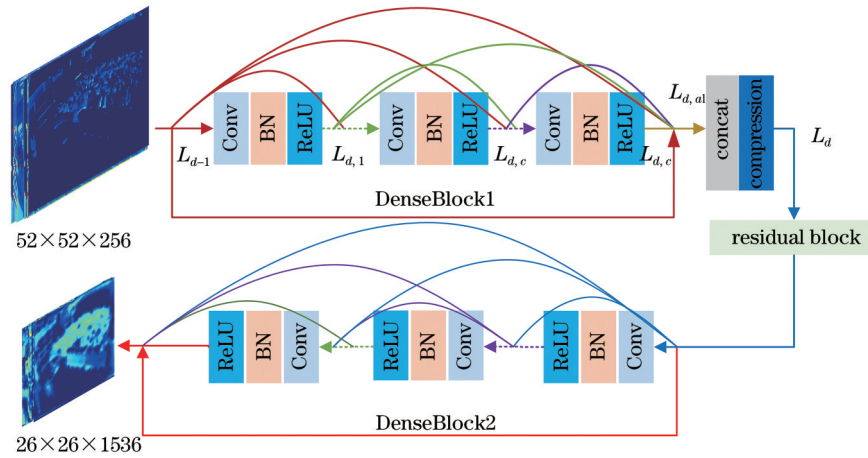 L_{d-1}
Conv
BN
ReLU
L_{d, 1}
Conv
BN
ReLU
L_{d, c}
Conv
BN
ReLU
L_{d, c}
L_{d, al}
concat
compression
L_d
DenseBlock1
52×52×256
residual block
ReLU
BN
Conv
ReLU
BN
Conv
ReLU
BN
Conv
DenseBlock2
26×26×1536